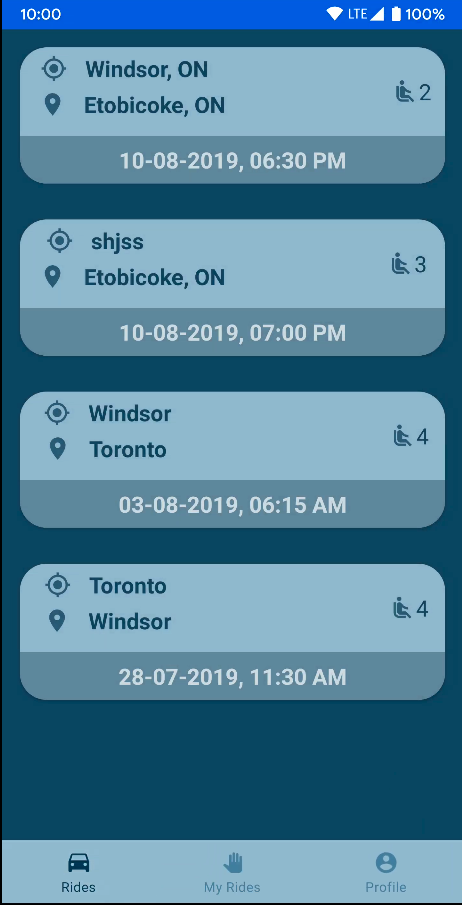 10:00 LTE 100%
Windsor, ON
Etobicoke, ON
2
10-08-2019, 06:30 PM
shjss
Etobicoke, ON
3
10-08-2019, 07:00 PM
Windsor
Toronto
4
03-08-2019, 06:15 AM
Toronto
Windsor
4
28-07-2019, 11:30 AM
Rides My Rides Profile